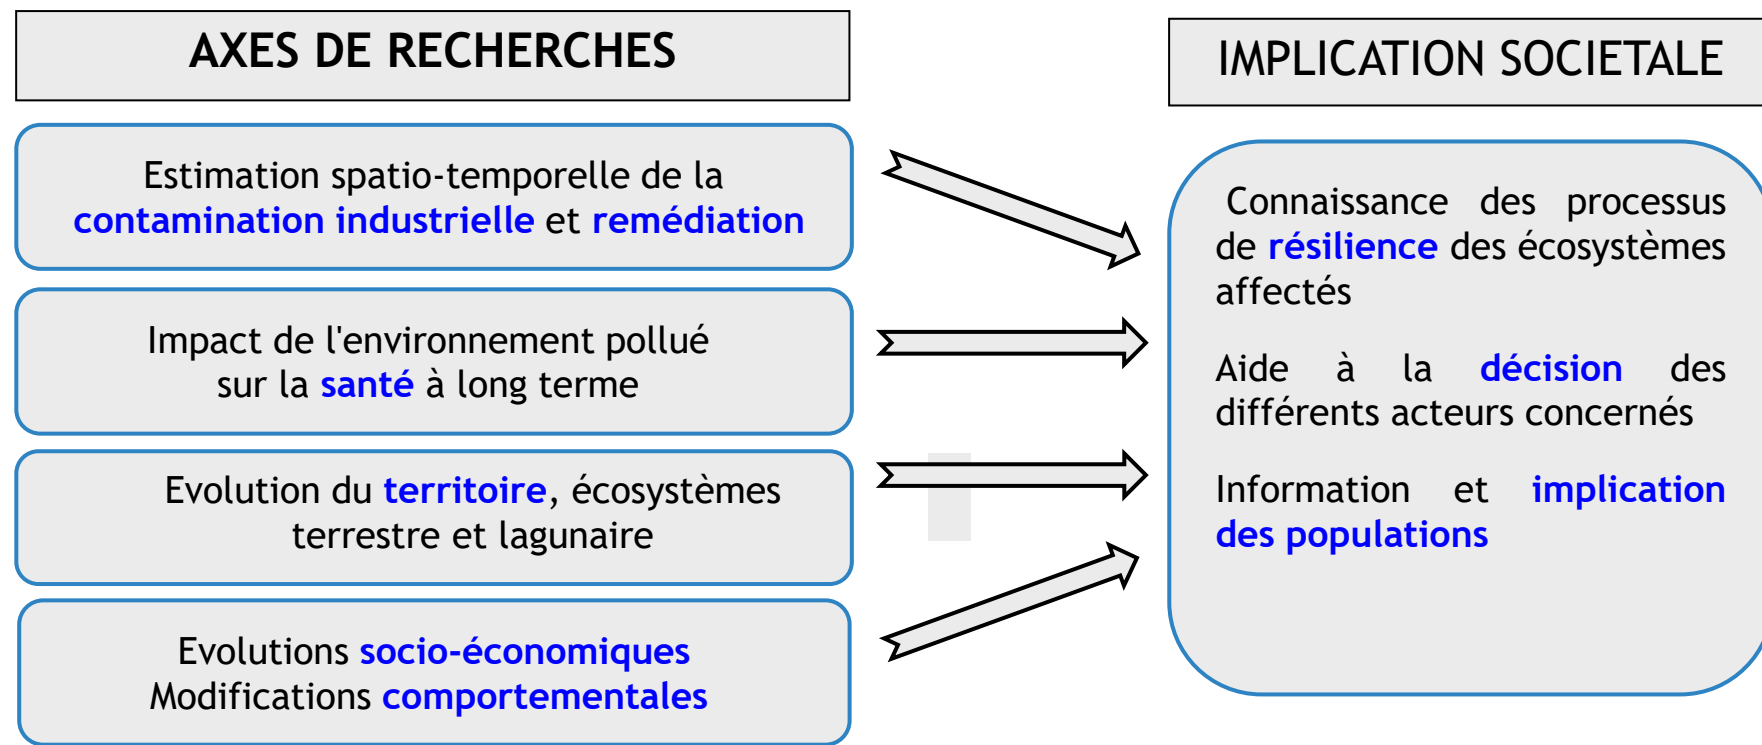 AXES DE RECHERCHES
Estimation spatio-temporelle de la
contamination industrielle et remédiation
Impact de l'environnement pollué
sur la santé à long terme
Evolution du territoire, écosystèmes
terrestre et lagunaire
Evolutions socio-économiques
Modifications comportementales
IMPLICATION SOCIETALE
Connaissance des processus
de résilience des écosystèmes
affectés
Aide à la décision des
différents acteurs concernés
Information et implication
des populations